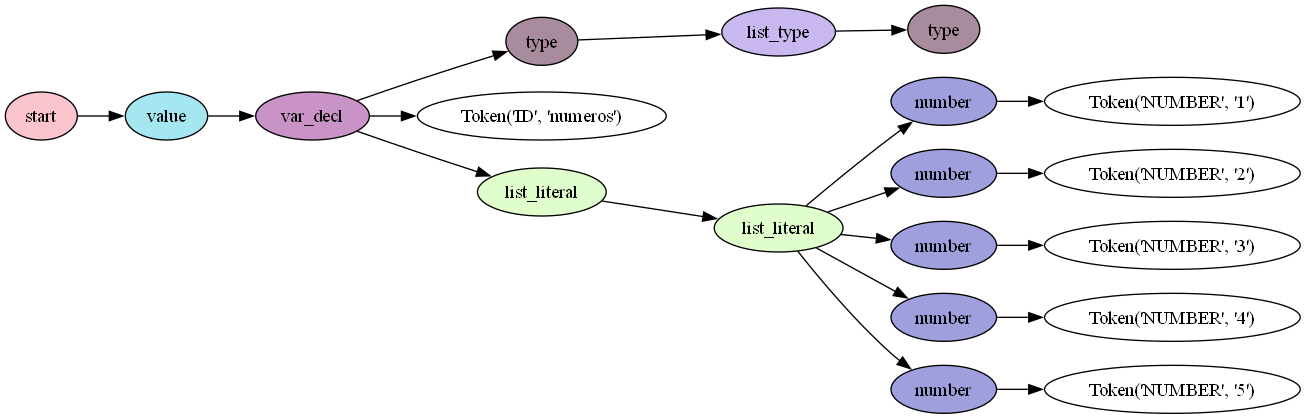 start
value
var_decl
type
list_type
type
Token('ID', 'numeros')
list_literal
list_literal
number
Token('NUMBER', '1')
number
Token('NUMBER', '2')
number
Token('NUMBER', '3')
number
Token('NUMBER', '4')
number
Token('NUMBER', '5')